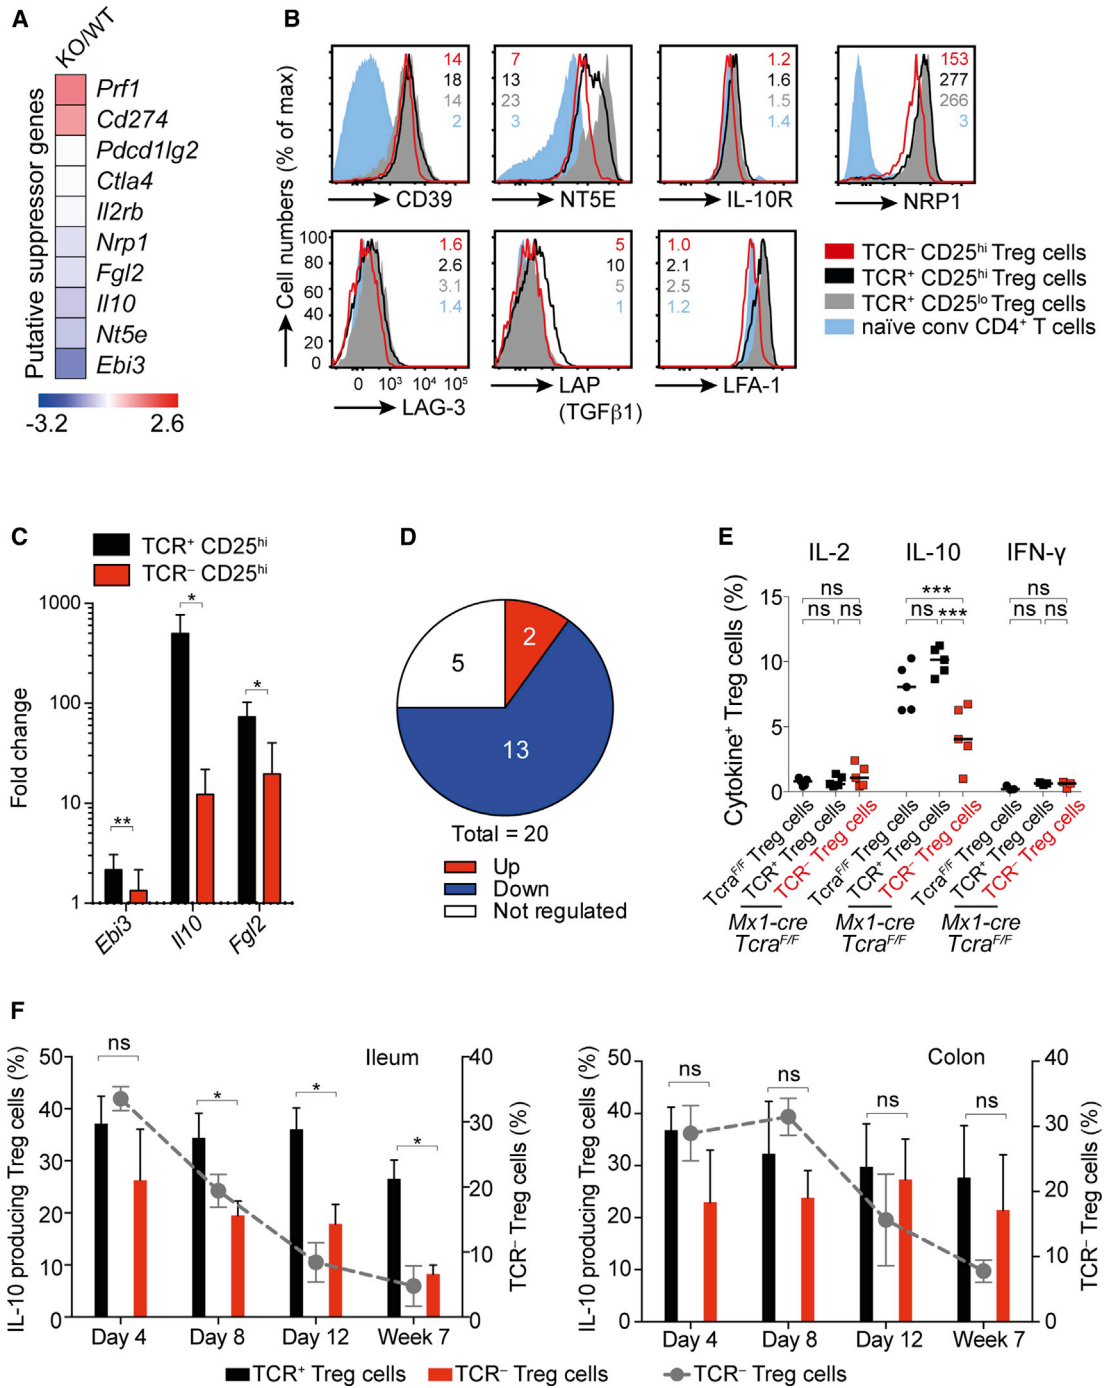 A
KO/WT
Putative suppressor genes
Prf1
Cd274
Pdcd1lg2
Ctla4
Il2rb
Nrp1
Fgl2
Il10
Nt5e
Ebi3
-3.2 2.6
B
Cell numbers (% of max)
14
18
14
2
CD39
7
13
23
3
NT5E
1.2
1.6
1.5
1.4
IL-10R
153
277
266
3
NRP1
100
80
60
40
20
0
0 10³ 10⁴ 10⁵
1.6
2.6
3.1
1.4
LAG-3
5
10
5
1
LAP
(TGFβ1)
1.0
2.1
2.5
1.2
LFA-1
TCR⁻ CD25ʰⁱ Treg cells
TCR⁺ CD25ʰⁱ Treg cells
TCR⁺ CD25ˡᵒ Treg cells
naïve conv CD4⁺ T cells
C
TCR⁺ CD25ʰⁱ
TCR⁻ CD25ʰⁱ
Fold change
1000
100
10
1
**
*
*
Ebi3
Il10
Fgl2
D
2
5
13
Total = 20
Up
Down
Not regulated
E
IL-2 IL-10 IFN-γ
Cytokine⁺ Treg cells (%)
15
10
5
0
ns
ns ns
***
ns ***
ns
ns ns
Tcraᶠ/ᶠ Treg cells
TCR⁺ Treg cells
TCR⁻ Treg cells
Tcraᶠ/ᶠ Treg cells
TCR⁺ Treg cells
TCR⁻ Treg cells
Tcraᶠ/ᶠ Treg cells
TCR⁺ Treg cells
TCR⁻ Treg cells
Mx1-cre Mx1-cre Mx1-cre
Tcraᶠ/ᶠ Tcraᶠ/ᶠ Tcraᶠ/ᶠ
F
Ileum
IL-10 producing Treg cells (%)
50
40
30
20
10
0
ns * * *
Day 4 Day 8 Day 12 Week 7
40
30
20
10
0
TCR⁻ Treg cells (%)
Colon
IL-10 producing Treg cells (%)
50
40
30
20
10
0
ns ns ns ns
Day 4 Day 8 Day 12 Week 7
40
30
20
10
0
TCR⁻ Treg cells (%)
TCR⁺ Treg cells TCR⁻ Treg cells TCR⁻ Treg cells